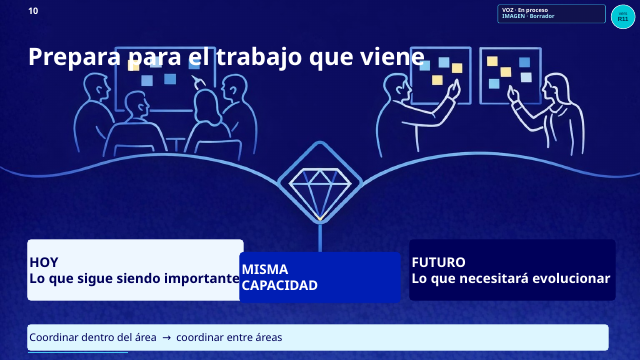 10
VOZ · En proceso
IMAGEN · Borrador
R11
Prepara para el trabajo que viene
HOY
Lo que sigue siendo importante
MISMA
CAPACIDAD
FUTURO
Lo que necesitará evolucionar
Coordinar dentro del área → coordinar entre áreas